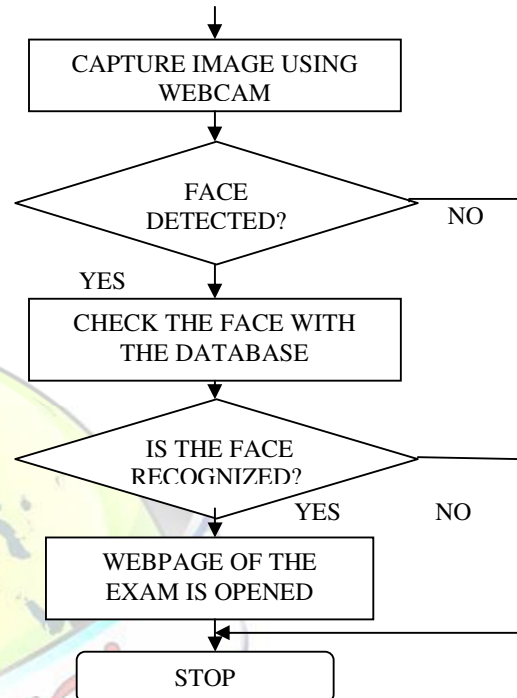 CAPTURE IMAGE USING
WEBCAM
FACE
DETECTED?
NO
YES
CHECK THE FACE WITH
THE DATABASE
IS THE FACE
RECOGNIZED?
YES
NO
WEBPAGE OF THE
EXAM IS OPENED
STOP